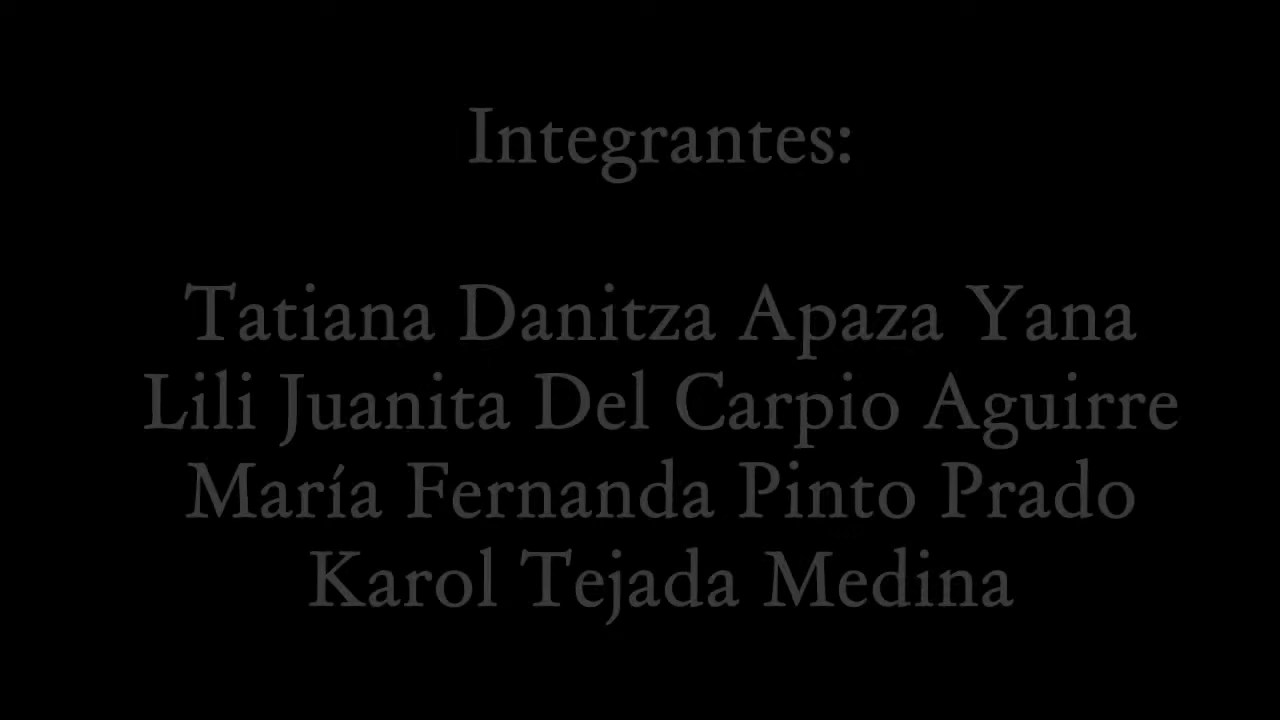 Integrantes:
Tatiana Danitza Apaza Yana
Lili Juanita Del Carpio Aguirre
María Fernanda Pinto Prado
Karol Tejada Medina